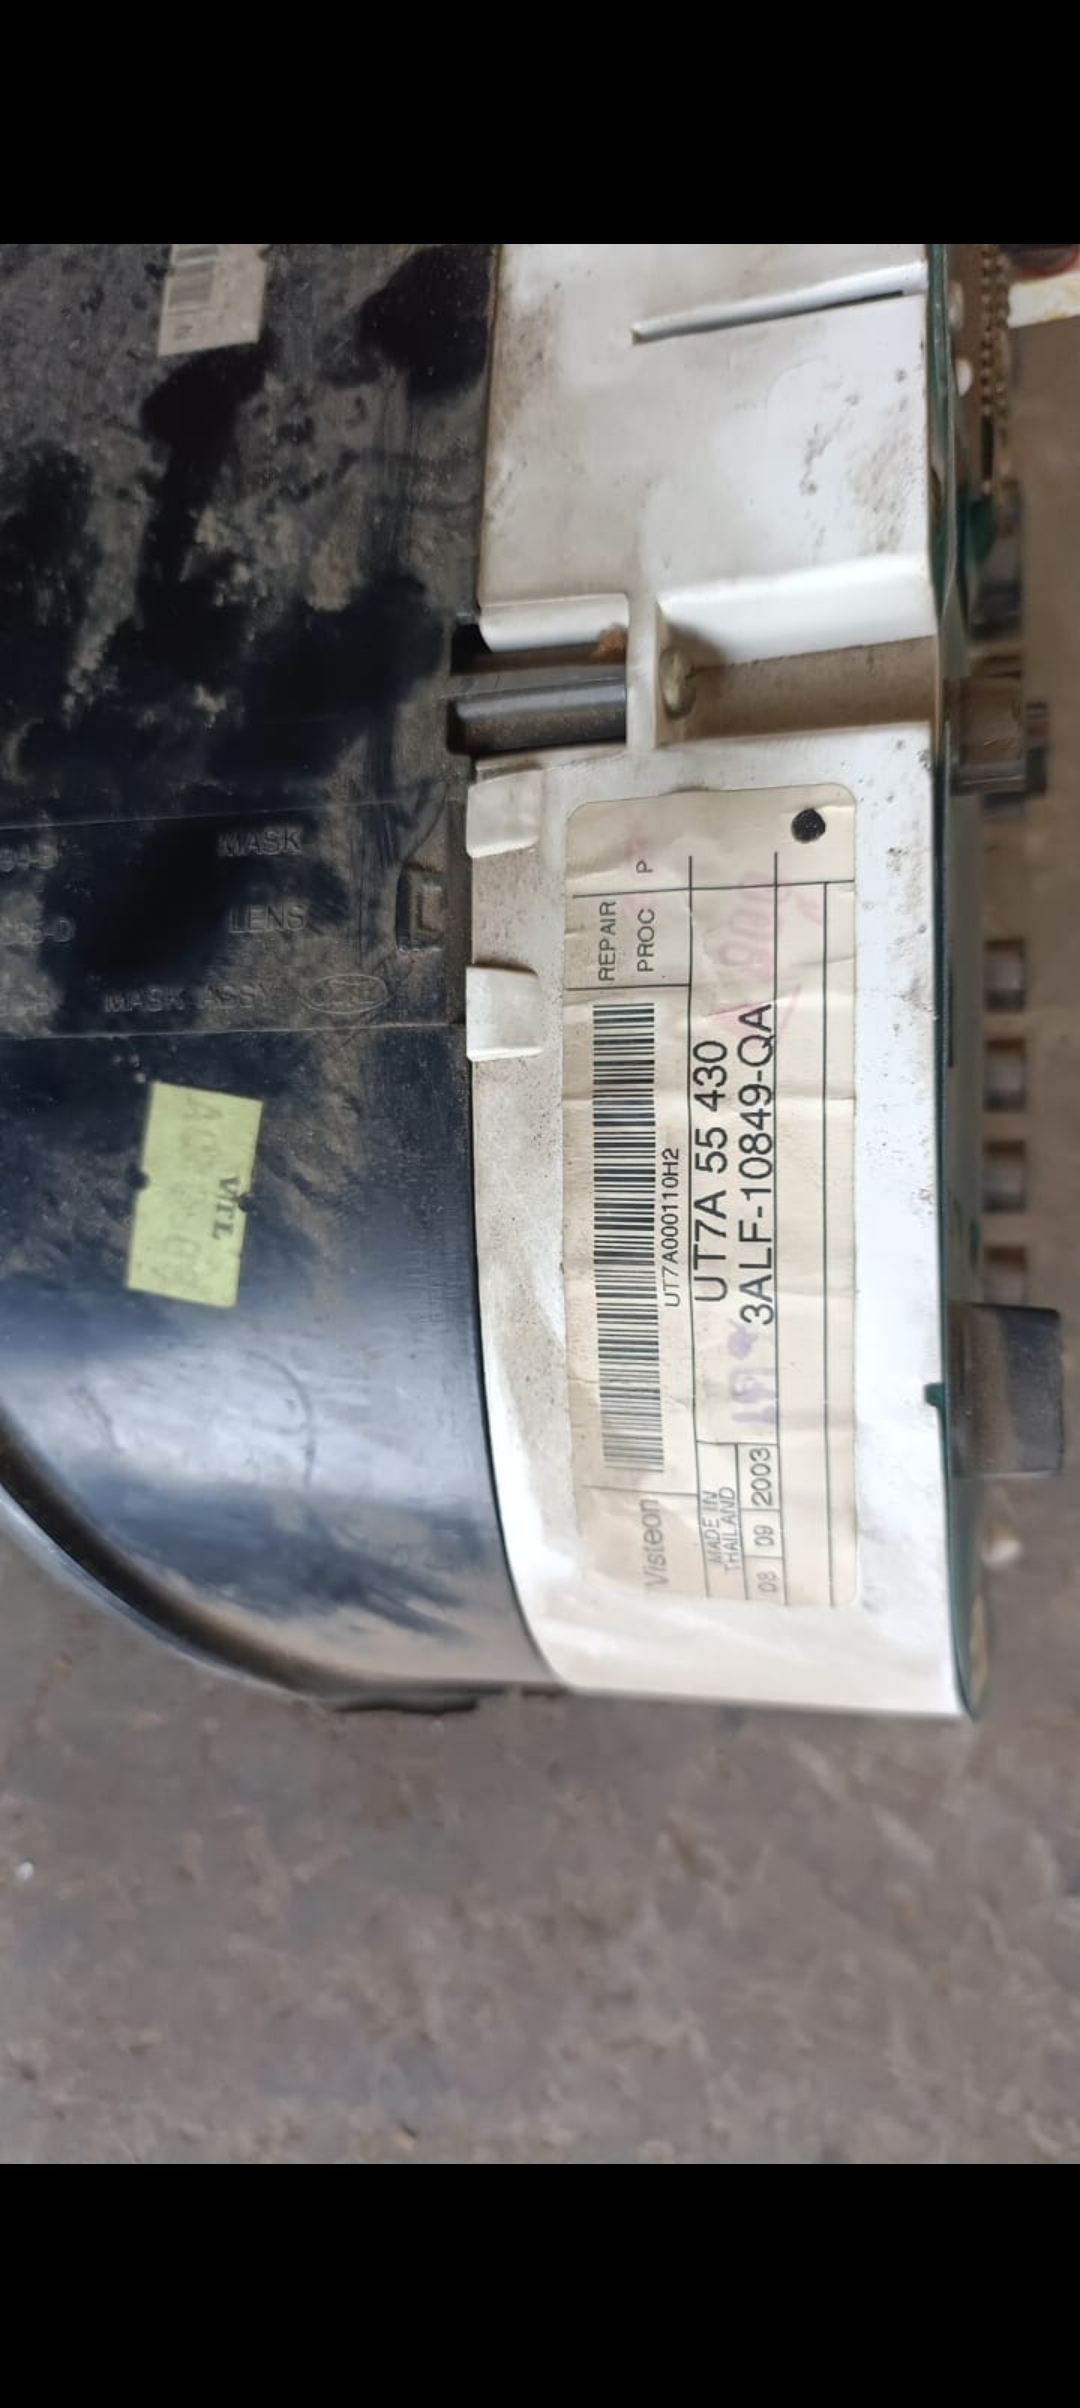 Visteon
REPAIR
PROC
P
UT7A000110H2
MADE IN
THAILAND
UT7A 55 430
08 09 2003
3ALF-10849-QA
MASK
LENS
MASK ASSY
VTL